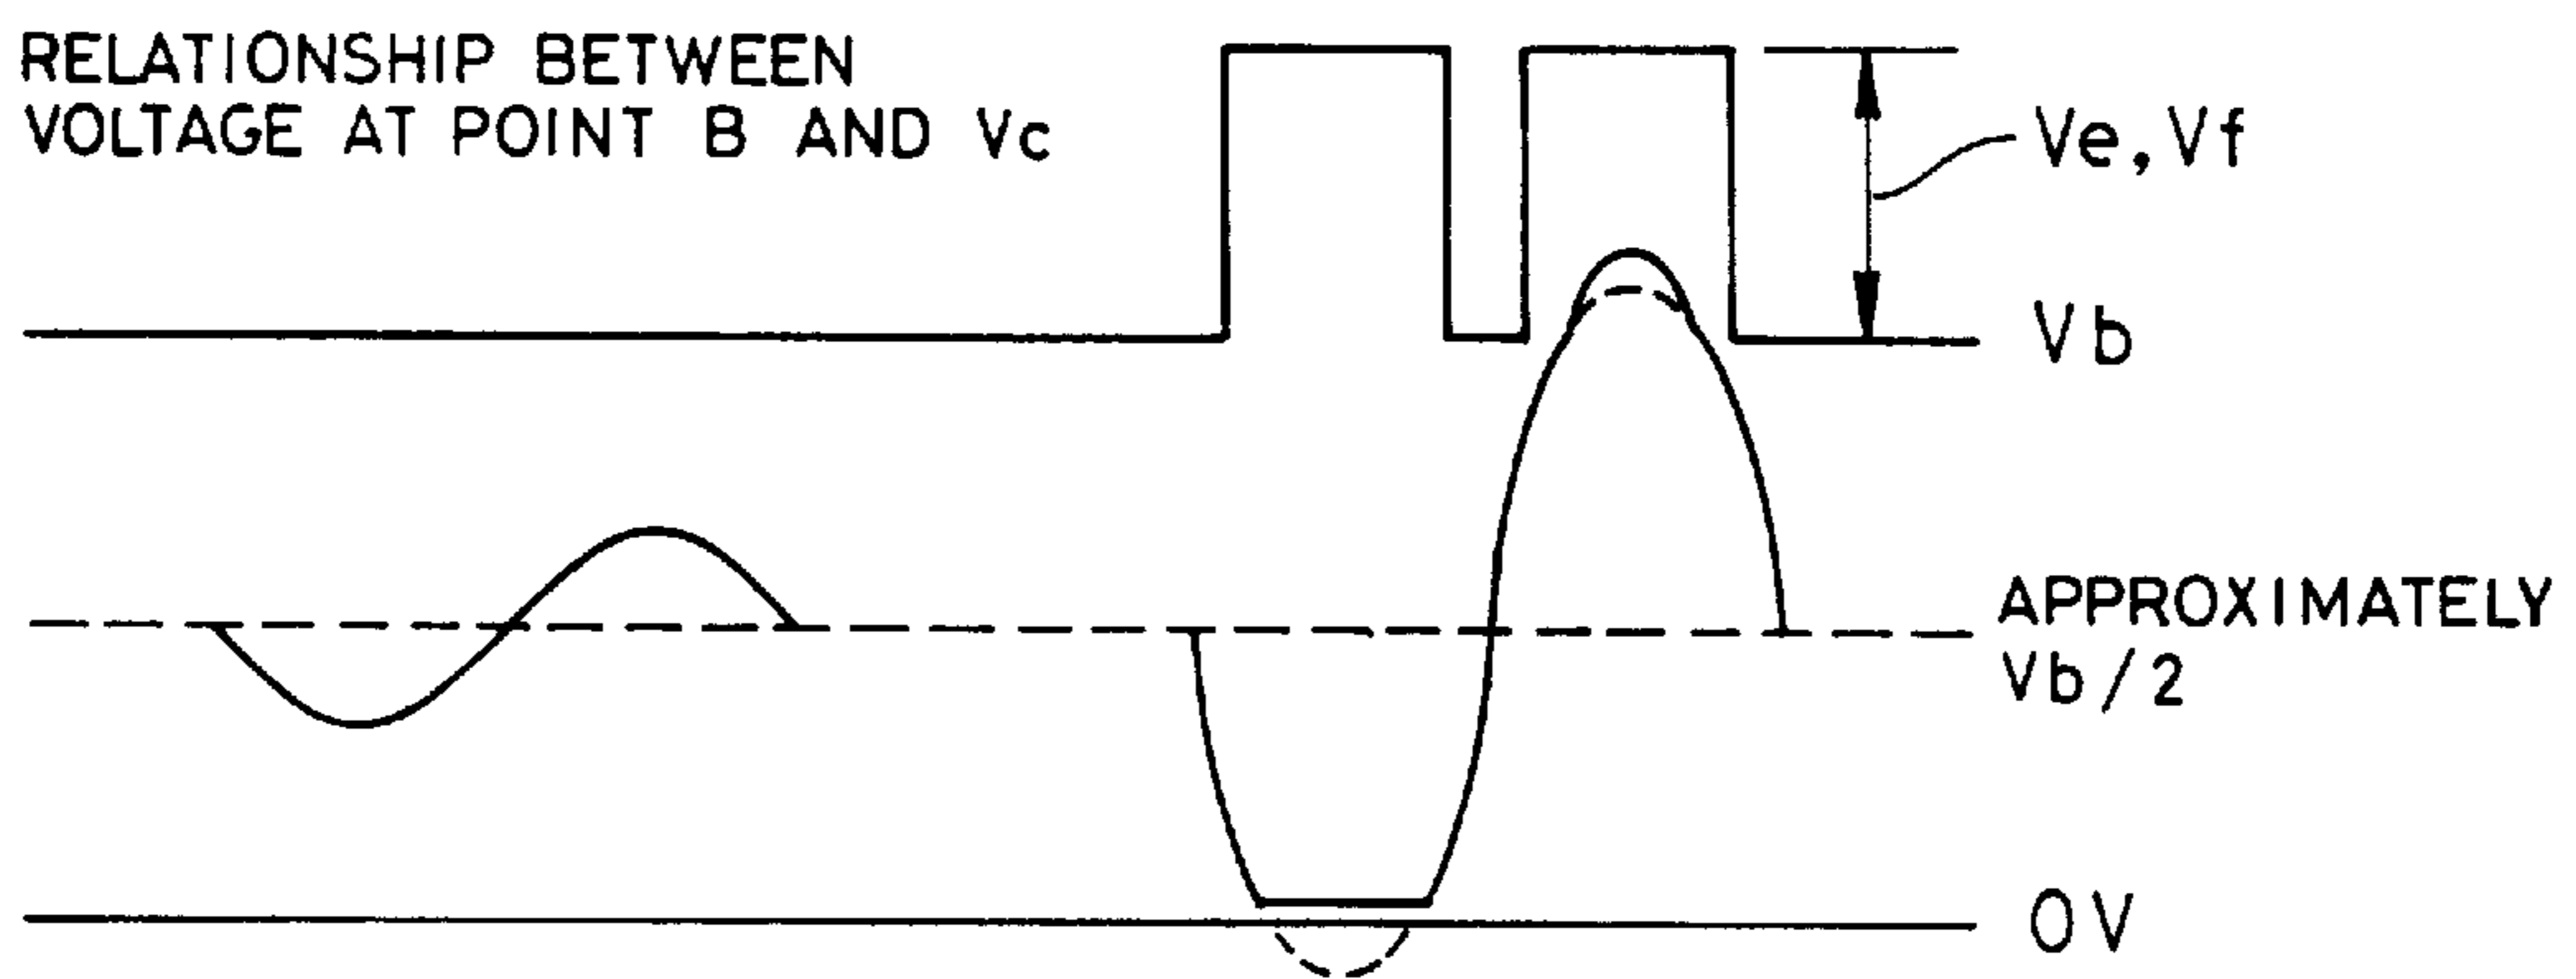 RELATIONSHIP BETWEEN
VOLTAGE AT POINT B AND Vc
Ve, Vf
Vb
APPROXIMATELY
Vb/2
0V